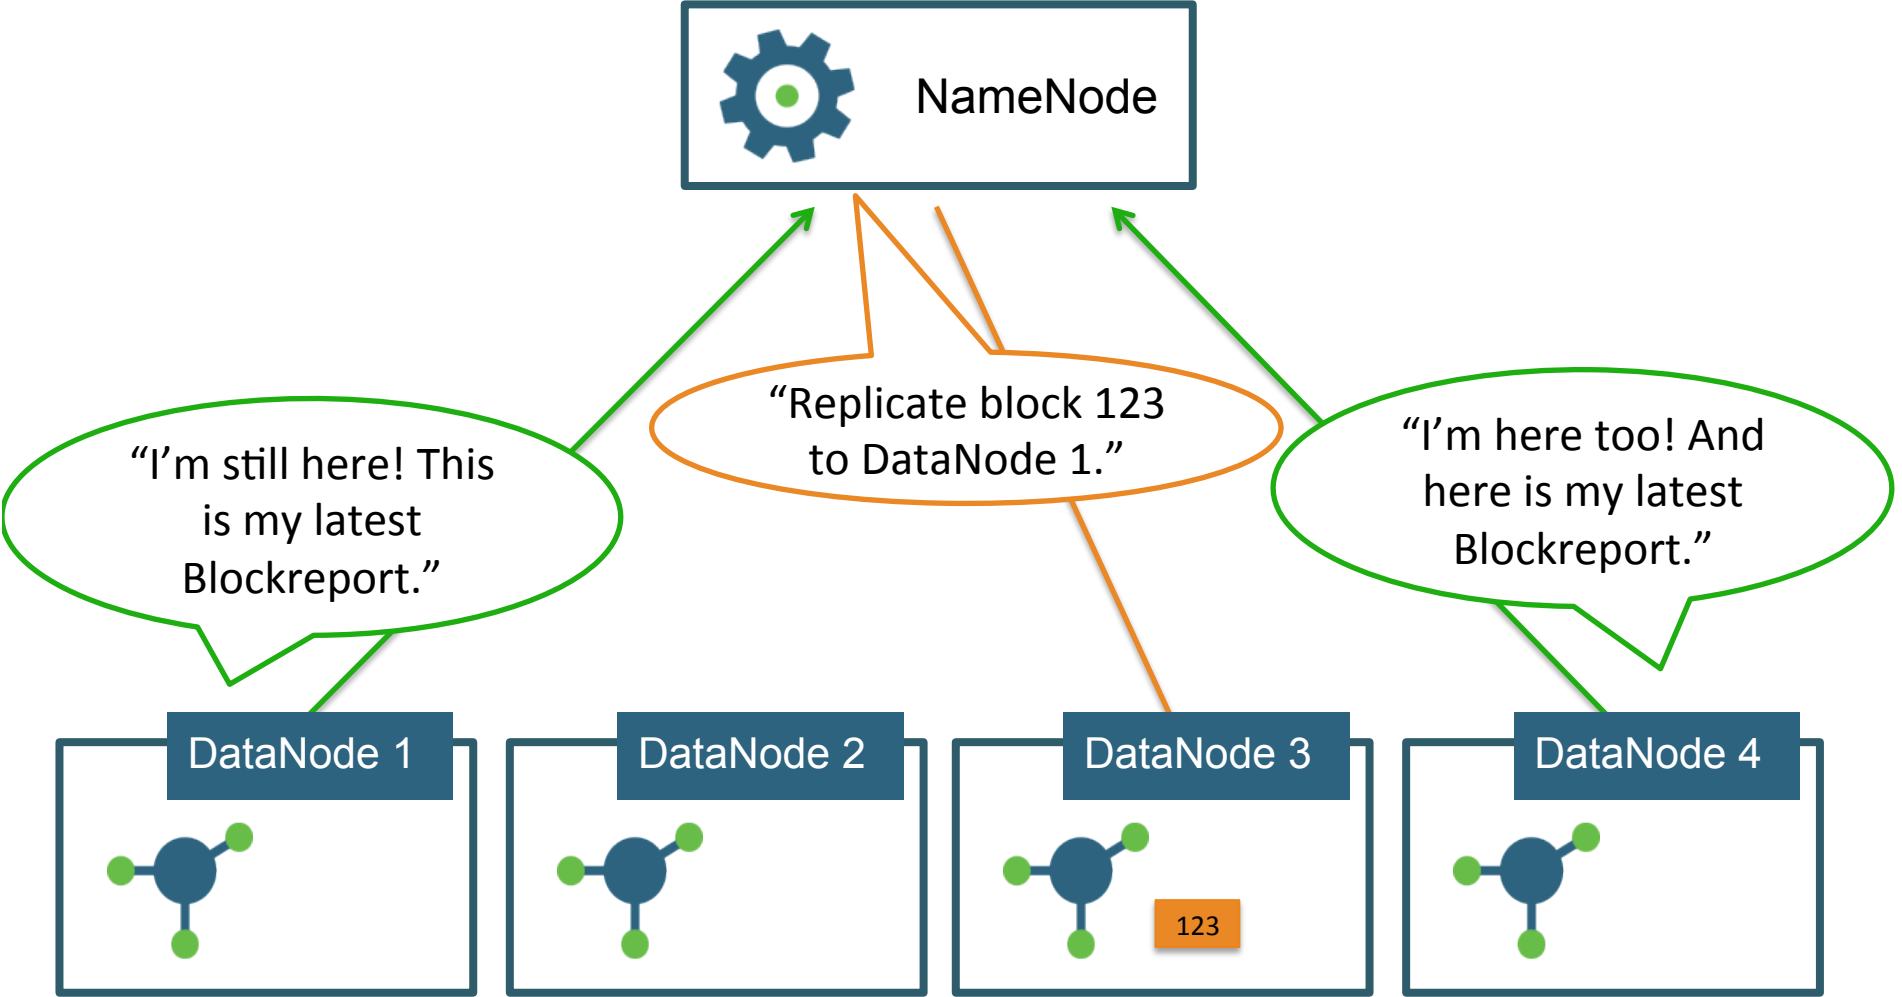 NameNode
“Replicate block 123
to DataNode 1.”
“I’m still here! This
is my latest
Blockreport.”
“I’m here too! And
here is my latest
Blockreport.”
DataNode 1
DataNode 2
DataNode 3
DataNode 4
123